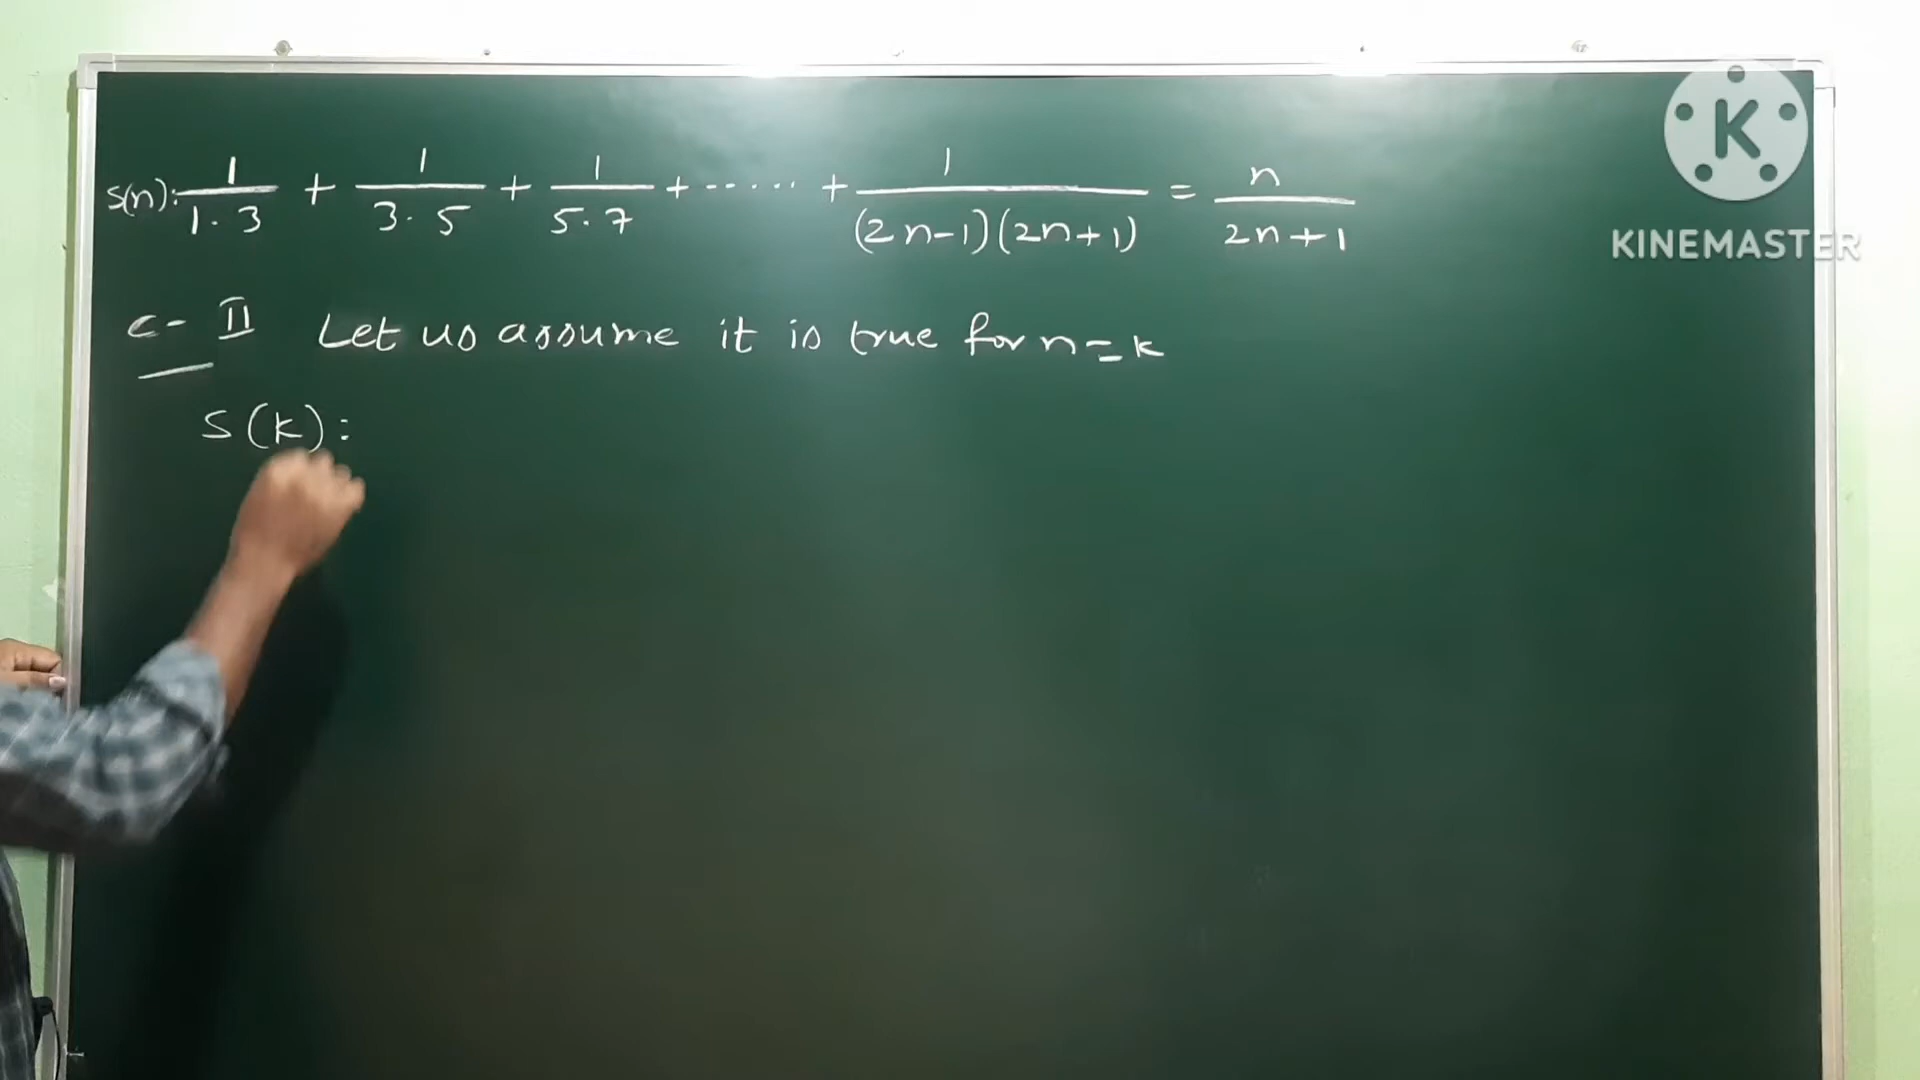 S(n): 1/(1·3) + 1/(3·5) + 1/(5·7) + ..... + 1/((2n-1)(2n+1)) = n/(2n+1)
C- II Let us assume it is true for n=k
S(k):
K
KINEMASTER